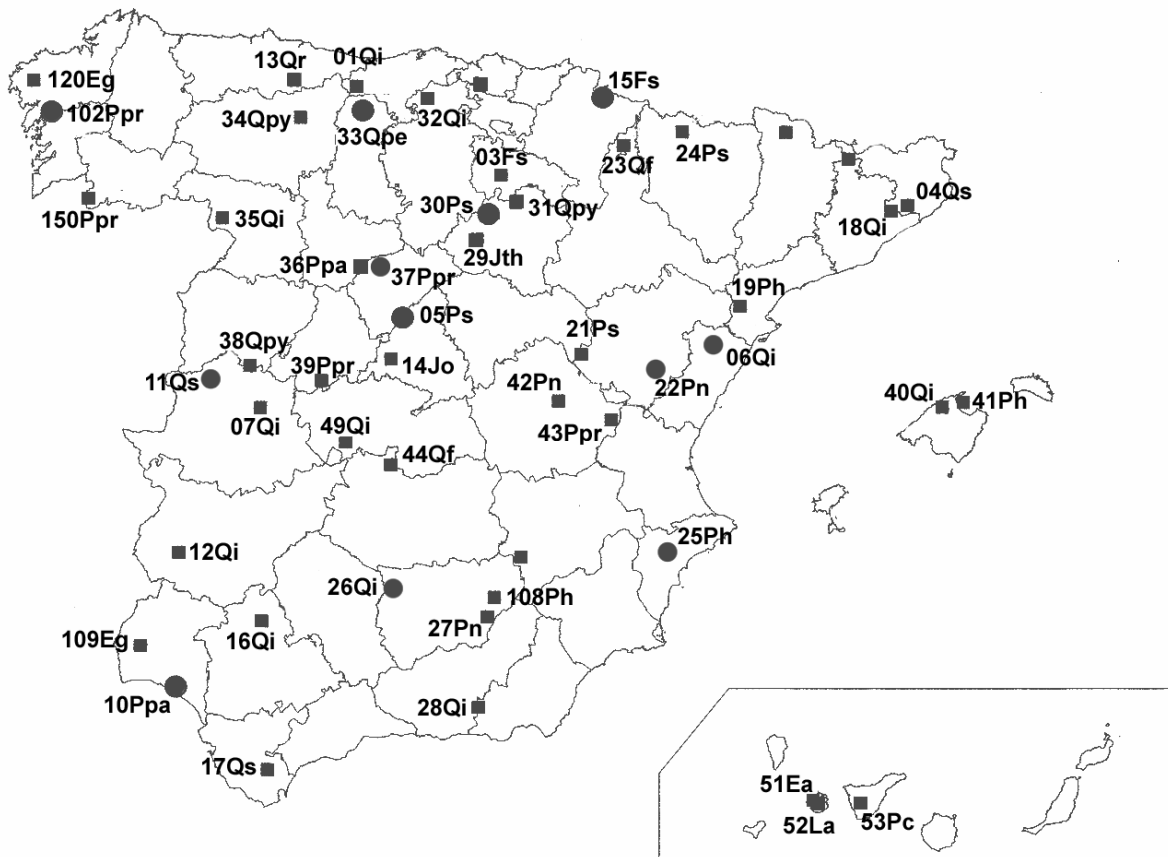 13Qr
01Qi
15Fs
120Eg
102Ppr
34Qpy
33Qpe
32Qi
03Fs
23Qf
24Ps
150Ppr
35Qi
30Ps
31Qpy
04Qs
18Qi
29Jth
36Ppa
37Ppr
19Ph
05Ps
21Ps
38Qpy
39Ppr
14Jo
06Qi
11Qs
22Pn
42Pn
40Qi
41Ph
07Qi
49Qi
43Ppr
44Qf
12Qi
25Ph
26Qi
108Ph
27Pn
109Eg
16Qi
10Ppa
28Qi
17Qs
51Ea
52La
53Pc